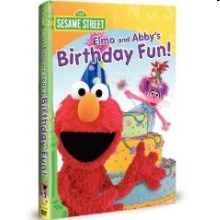 SESAME STREET
Elmo and Abby's
Birthday Fun!
Elmo and Abby's Birthday Fun!